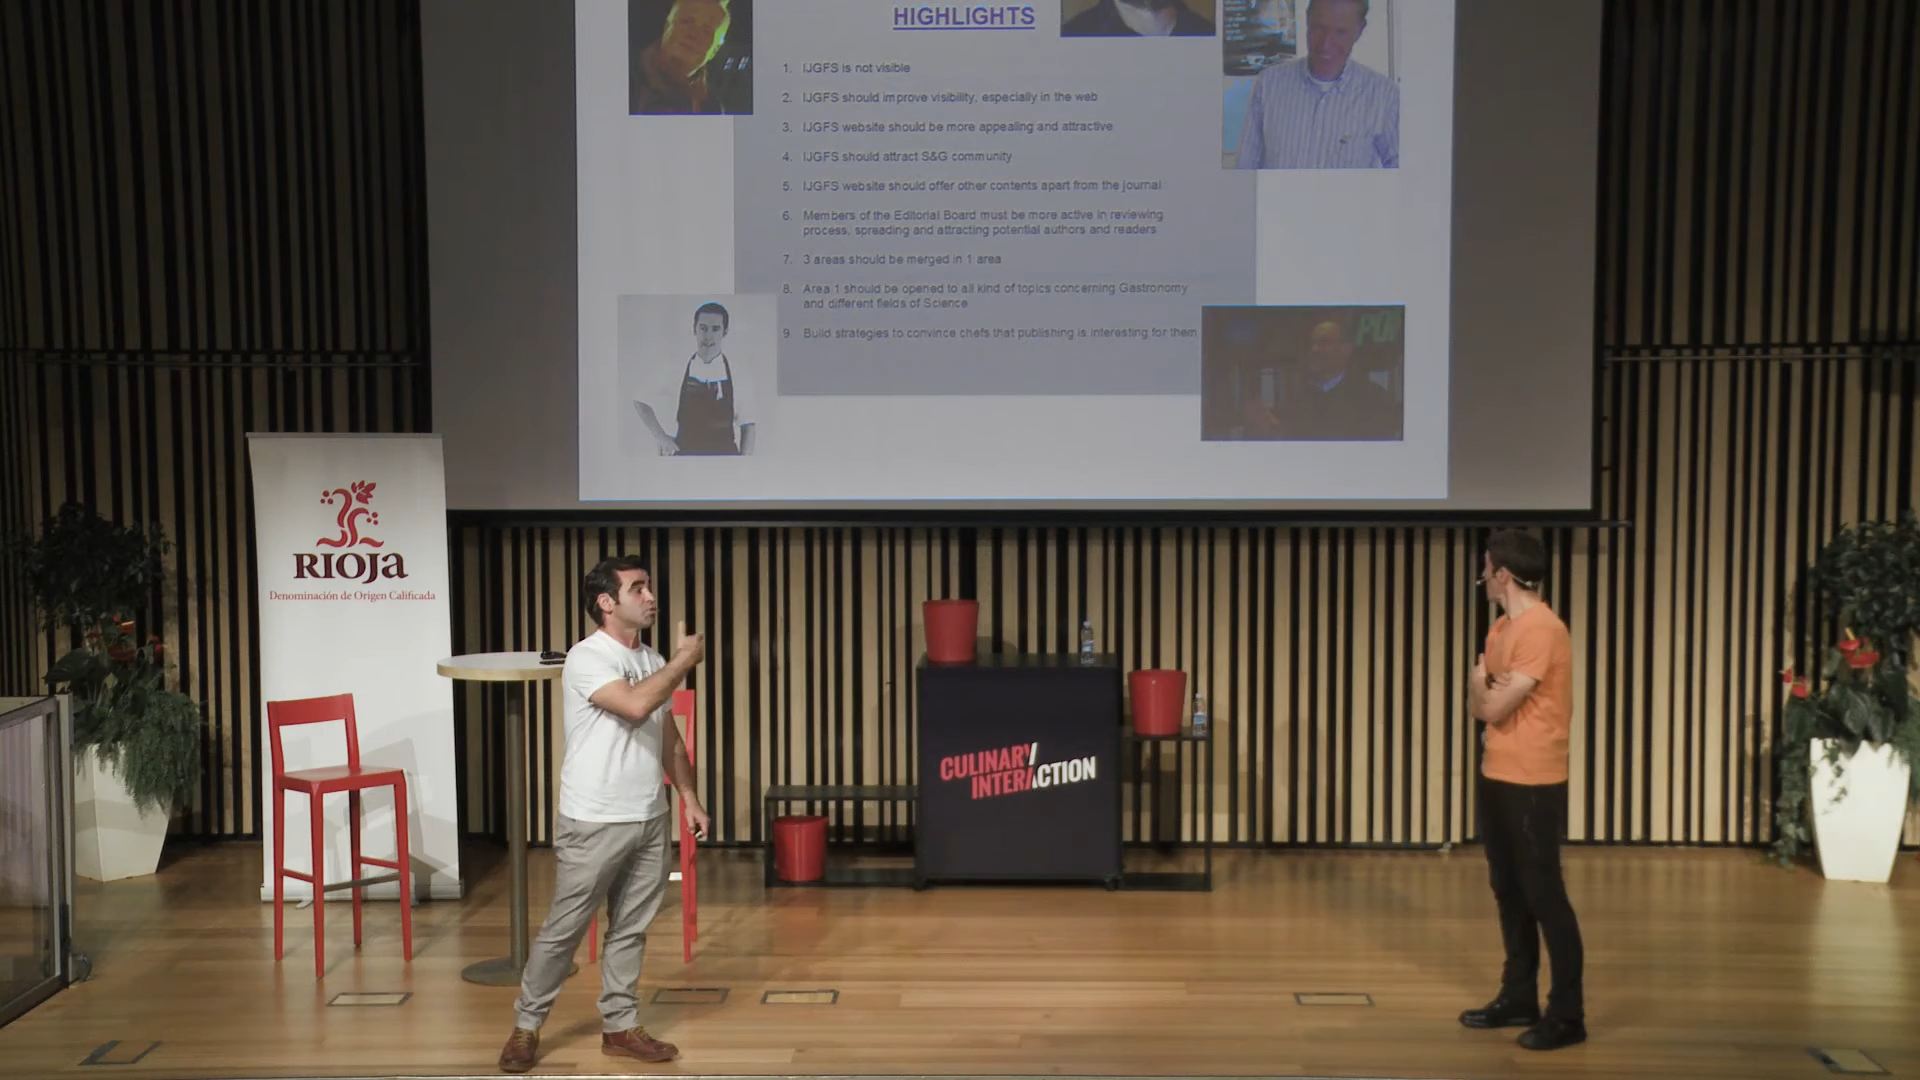 HIGHLIGHTS
1. IJGFS is not visible
2. IJGFS should improve visibility, especially in the web
3. IJGFS website should be more appealing and attractive
4. IJGFS should attract S&G community
5. IJGFS website should offer other contents apart from the journal
6. Members of the Editorial Board must be more active in reviewing
process, spreading and attracting potential authors and readers
7. 3 areas should be merged in 1 area
8. Area 1 should be opened to all kind of topics concerning Gastronomy
and different fields of Science
9. Build strategies to convince chefs that publishing is interesting for them
RIOJa
Denominación de Origen Calificada
CULINARY
INTERACTION